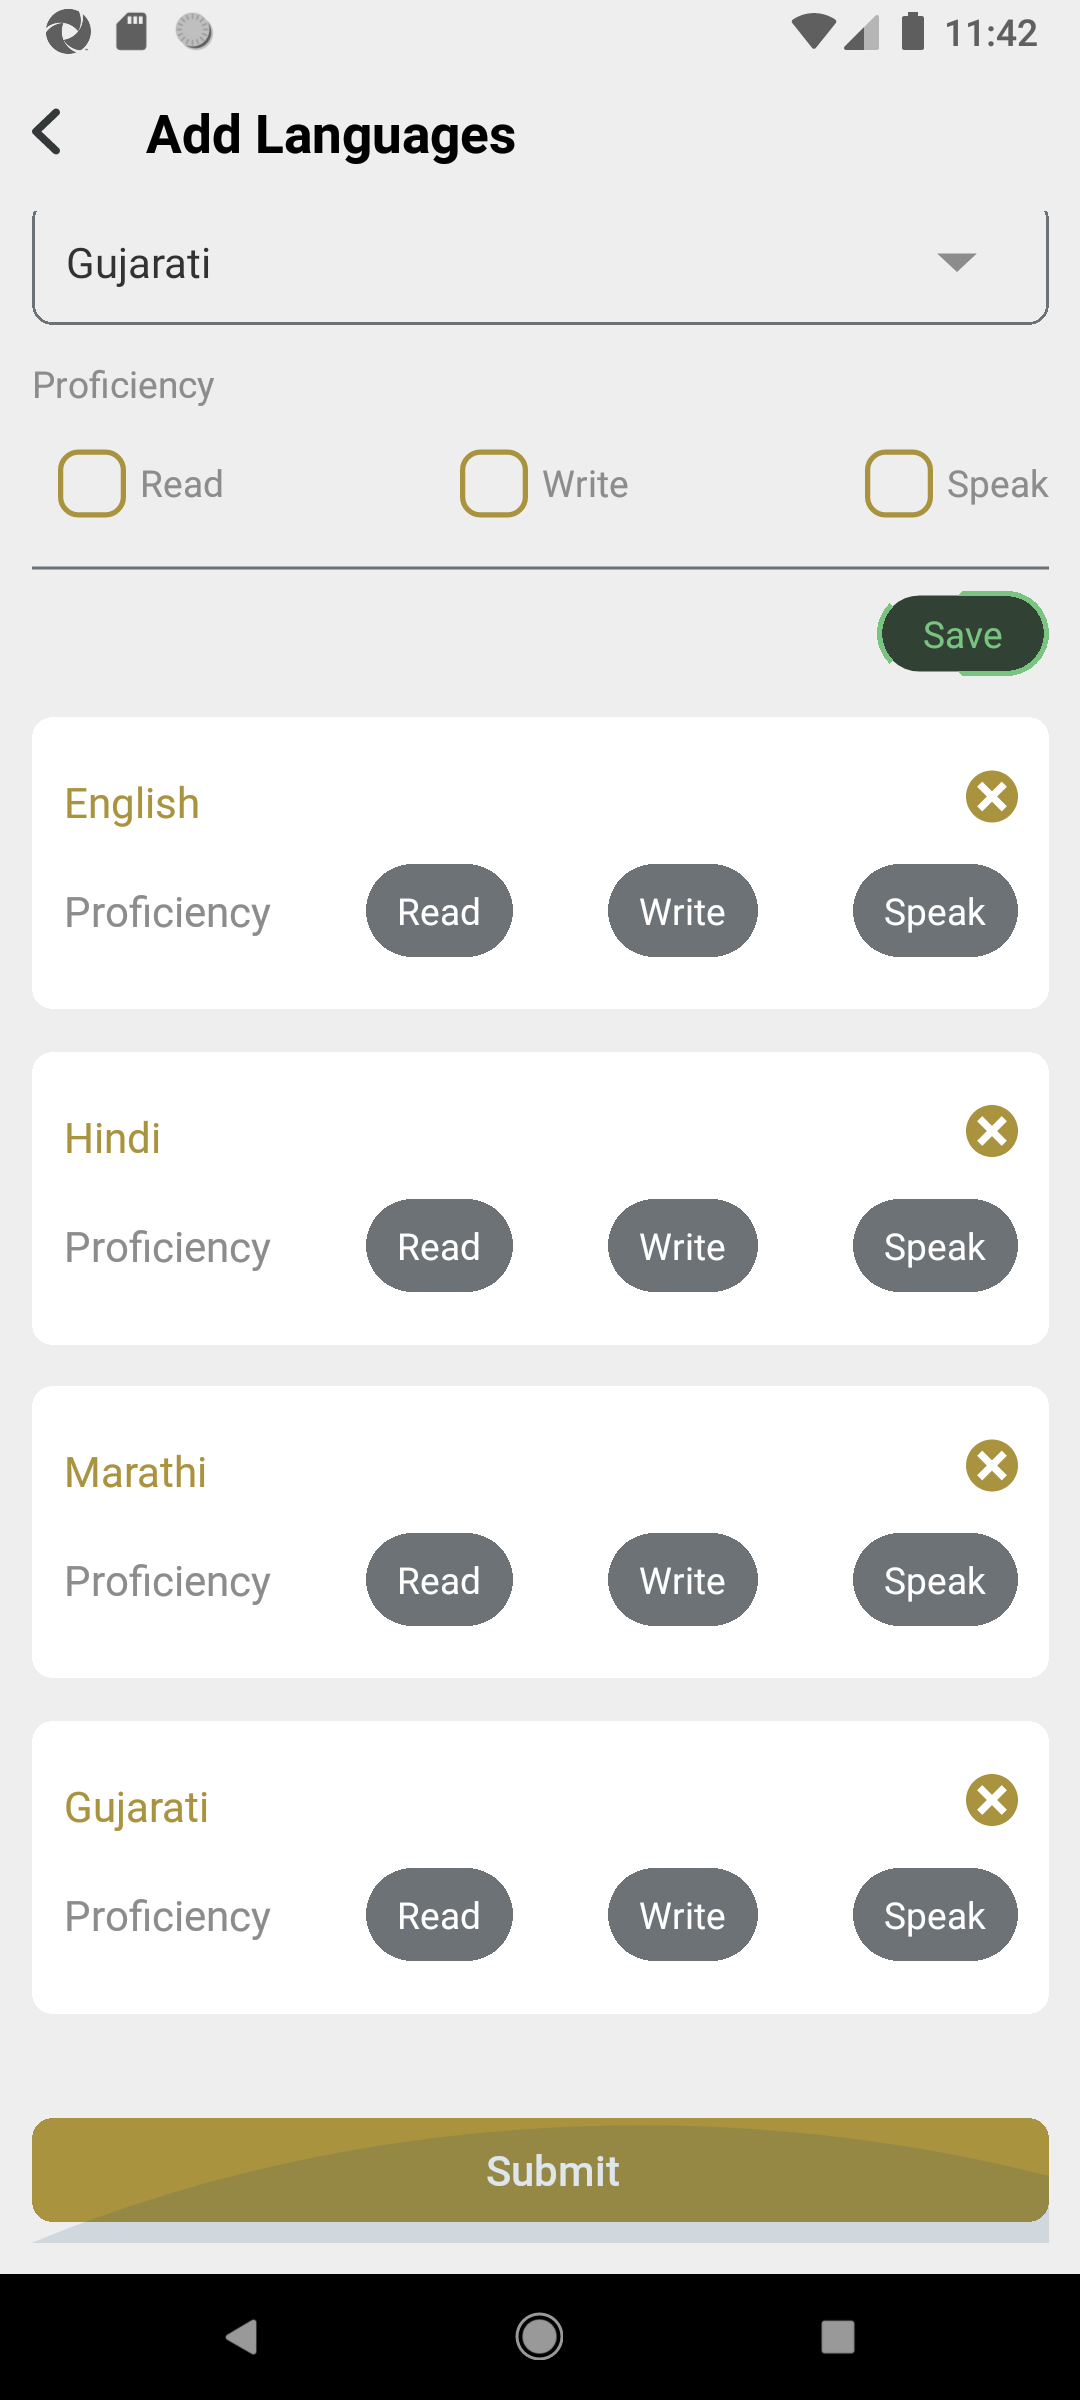 11:42
Add Languages
Gujarati
Proficiency
Read Write Speak
Save
English
Proficiency Read Write Speak
Hindi
Proficiency Read Write Speak
Marathi
Proficiency Read Write Speak
Gujarati
Proficiency Read Write Speak
Submit